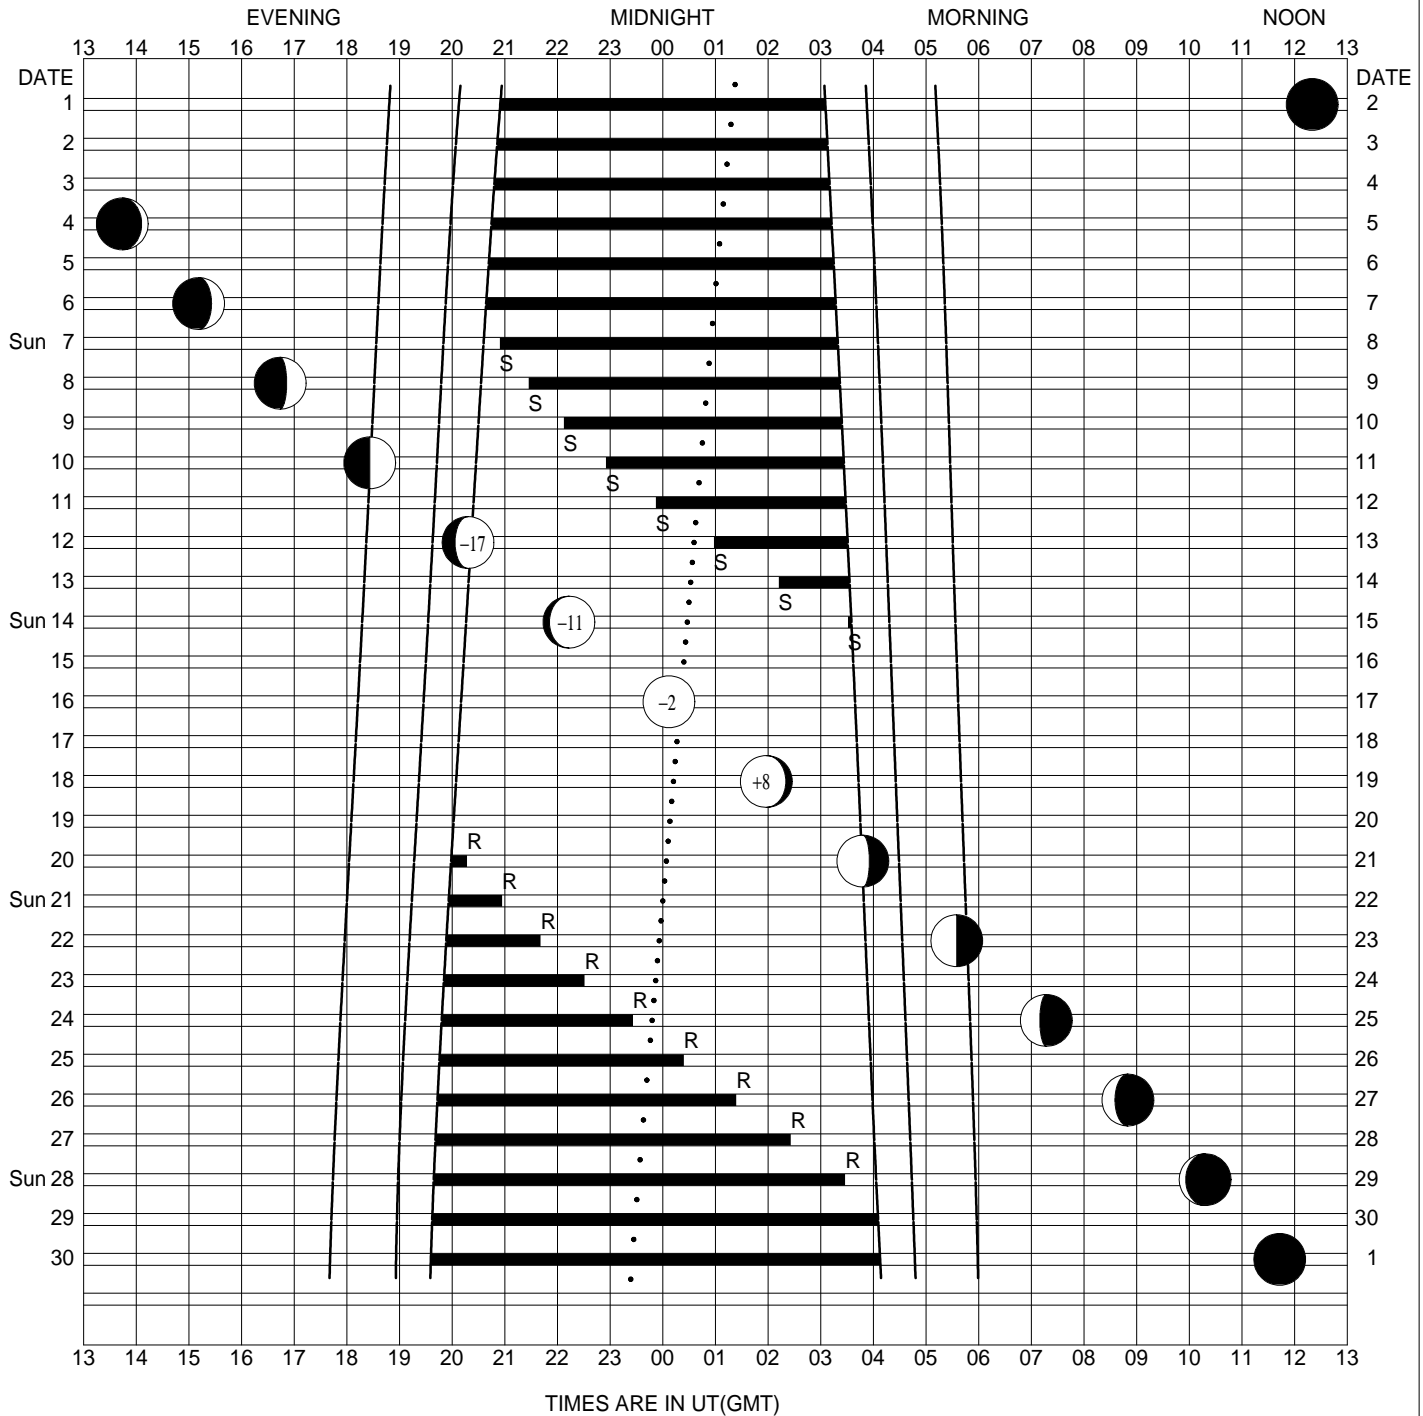 EVENING MIDNIGHT MORNING NOON
13 14 15 16 17 18 19 20 21 22 23 00 01 02 03 04 05 06 07 08 09 10 11 12 13
DATE DATE
1 2
2 3
3 4
4 5
5 6
6 7
Sun 7 8
S
8 9
S
9 10
S
10 11
S
11 12
S
12 -17 13
S
13 14
S
Sun 14 -11 15
S
15 16
16 -2 17
17 18
18 +8 19
19 20
R
20 21
R
Sun 21 22
R
22 23
R
23 24
R
24 25
R
25 26
R
26 27
R
27 28
R
Sun 28 29
29 30
30 1
13 14 15 16 17 18 19 20 21 22 23 00 01 02 03 04 05 06 07 08 09 10 11 12 13
TIMES ARE IN UT(GMT)